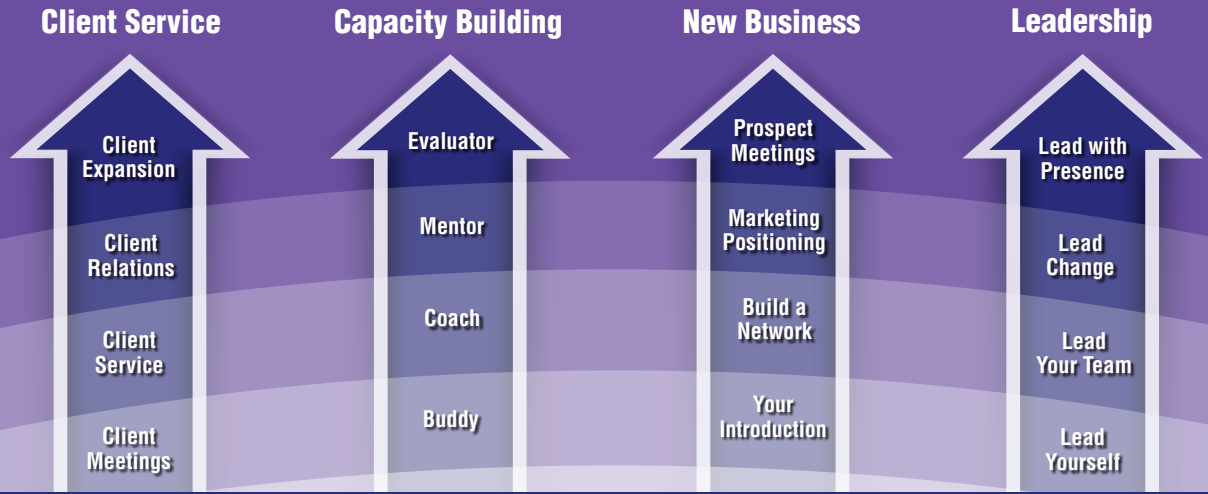 Client Service
Capacity Building
New Business
Leadership
Client
Expansion
Client
Relations
Client
Service
Client
Meetings
Evaluator
Mentor
Coach
Buddy
Prospect
Meetings
Marketing
Positioning
Build a
Network
Your
Introduction
Lead with
Presence
Lead
Change
Lead
Your Team
Lead
Yourself